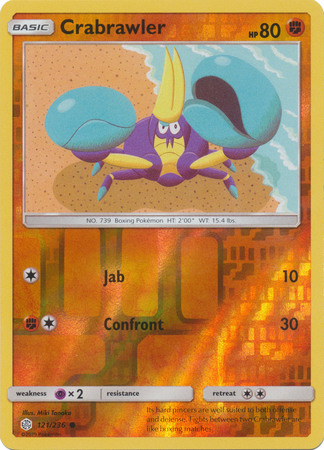 BASIC Crabrawler HP 80
NO. 739 Boxing Pokémon HT: 2'00" WT: 15.4 lbs.
Jab 10
Confront 30
weakness ×2 resistance retreat
Illus. Miki Tanaka
121/236
Its hard pincers are well suited to both offense
and defense. Fights between two Crabrawler are
like boxing matches.